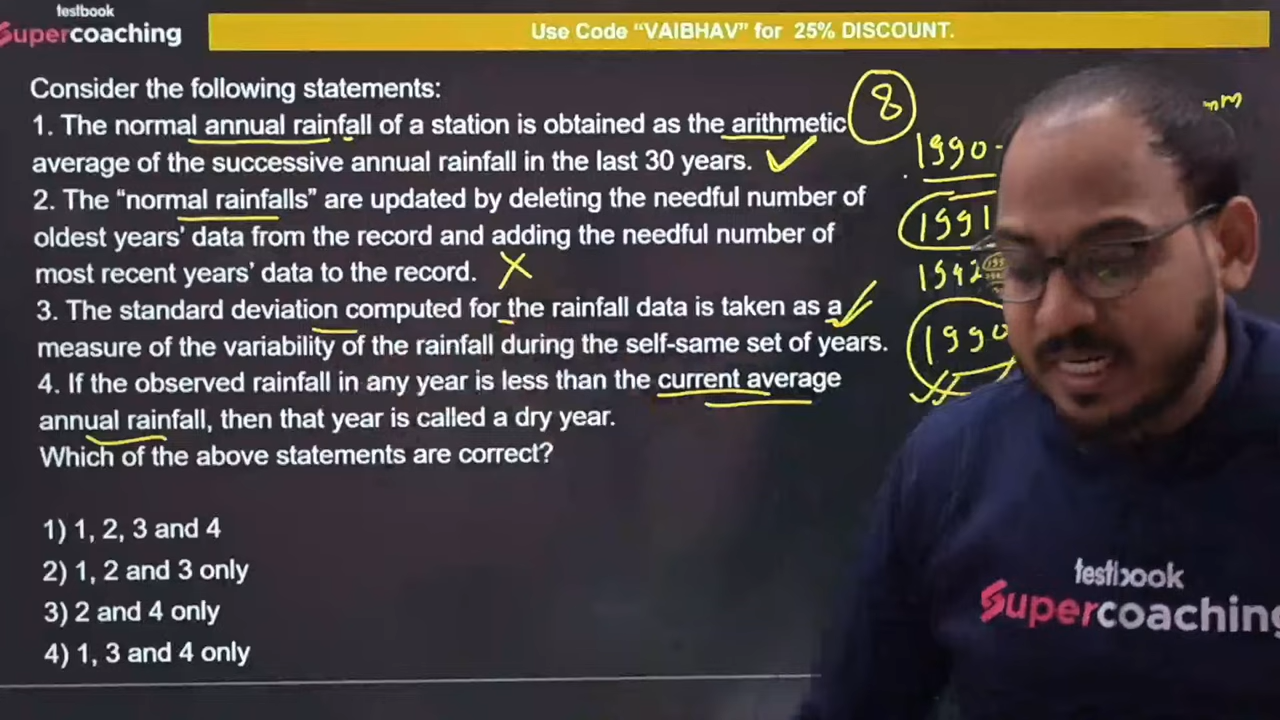 testbook
Supercoaching
Use Code “VAIBHAV” for 25% DISCOUNT.
Consider the following statements:
1. The normal annual rainfall of a station is obtained as the arithmetic
average of the successive annual rainfall in the last 30 years.
2. The “normal rainfalls” are updated by deleting the needful number of
oldest years’ data from the record and adding the needful number of
most recent years’ data to the record.
3. The standard deviation computed for the rainfall data is taken as a
measure of the variability of the rainfall during the self-same set of years.
4. If the observed rainfall in any year is less than the current average
annual rainfall, then that year is called a dry year.
Which of the above statements are correct?
1) 1, 2, 3 and 4
2) 1, 2 and 3 only
3) 2 and 4 only
4) 1, 3 and 4 only
8
mm
1990-
1991
1942
1990
testbook
Supercoaching